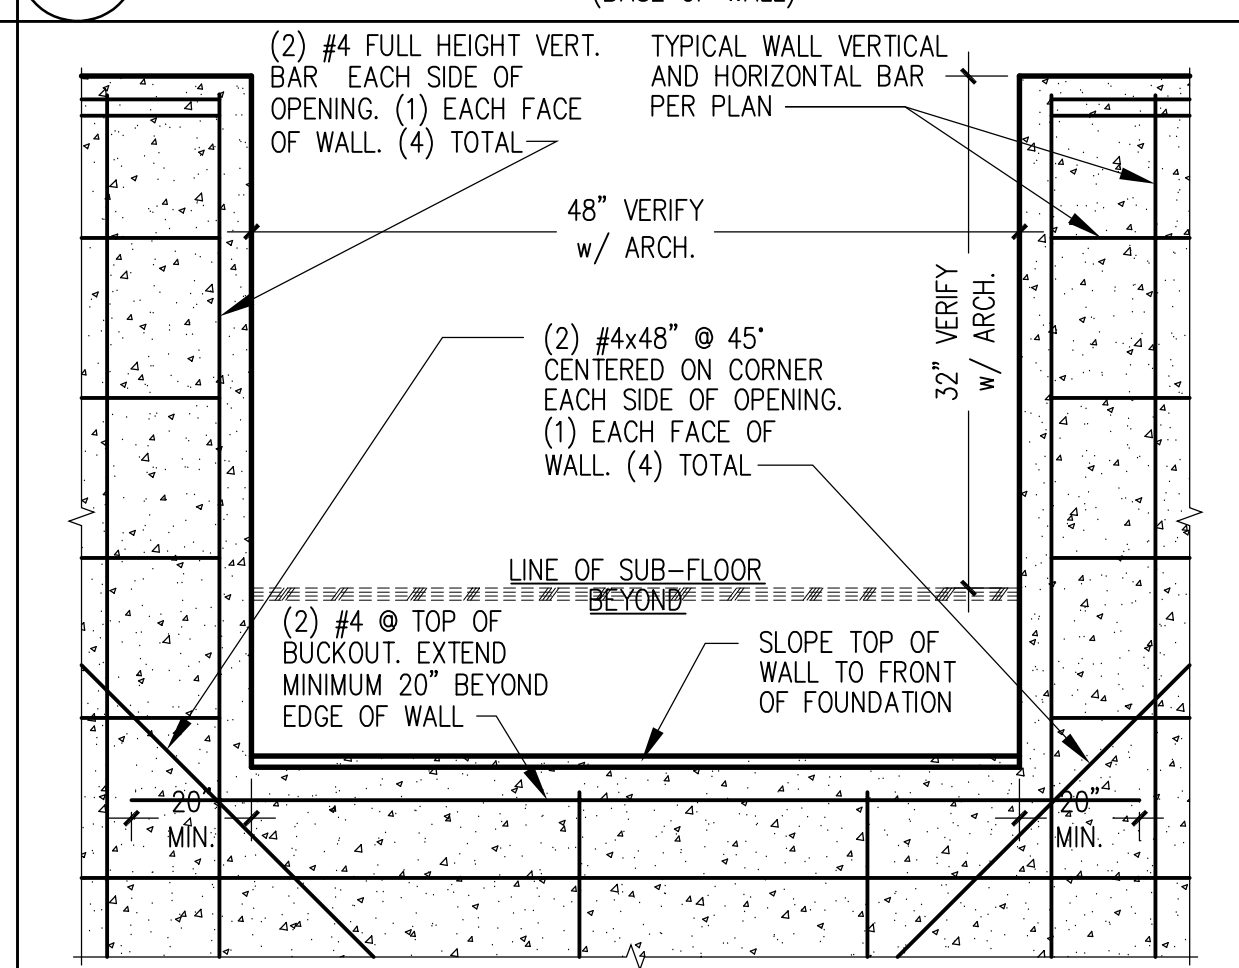 (BASE OF WALL)
(2) #4 FULL HEIGHT VERT.
BAR EACH SIDE OF
OPENING. (1) EACH FACE
OF WALL. (4) TOTAL
TYPICAL WALL VERTICAL
AND HORIZONTAL BAR
PER PLAN
48” VERIFY
w/ ARCH.
32” VERIFY
w/ ARCH.
(2) #4x48” @ 45°
CENTERED ON CORNER
EACH SIDE OF OPENING.
(1) EACH FACE OF
WALL. (4) TOTAL
LINE OF SUB-FLOOR
BEYOND
(2) #4 @ TOP OF
BUCKOUT. EXTEND
MINIMUM 20” BEYOND
EDGE OF WALL
SLOPE TOP OF
WALL TO FRONT
OF FOUNDATION
20”
MIN.
20”
MIN.